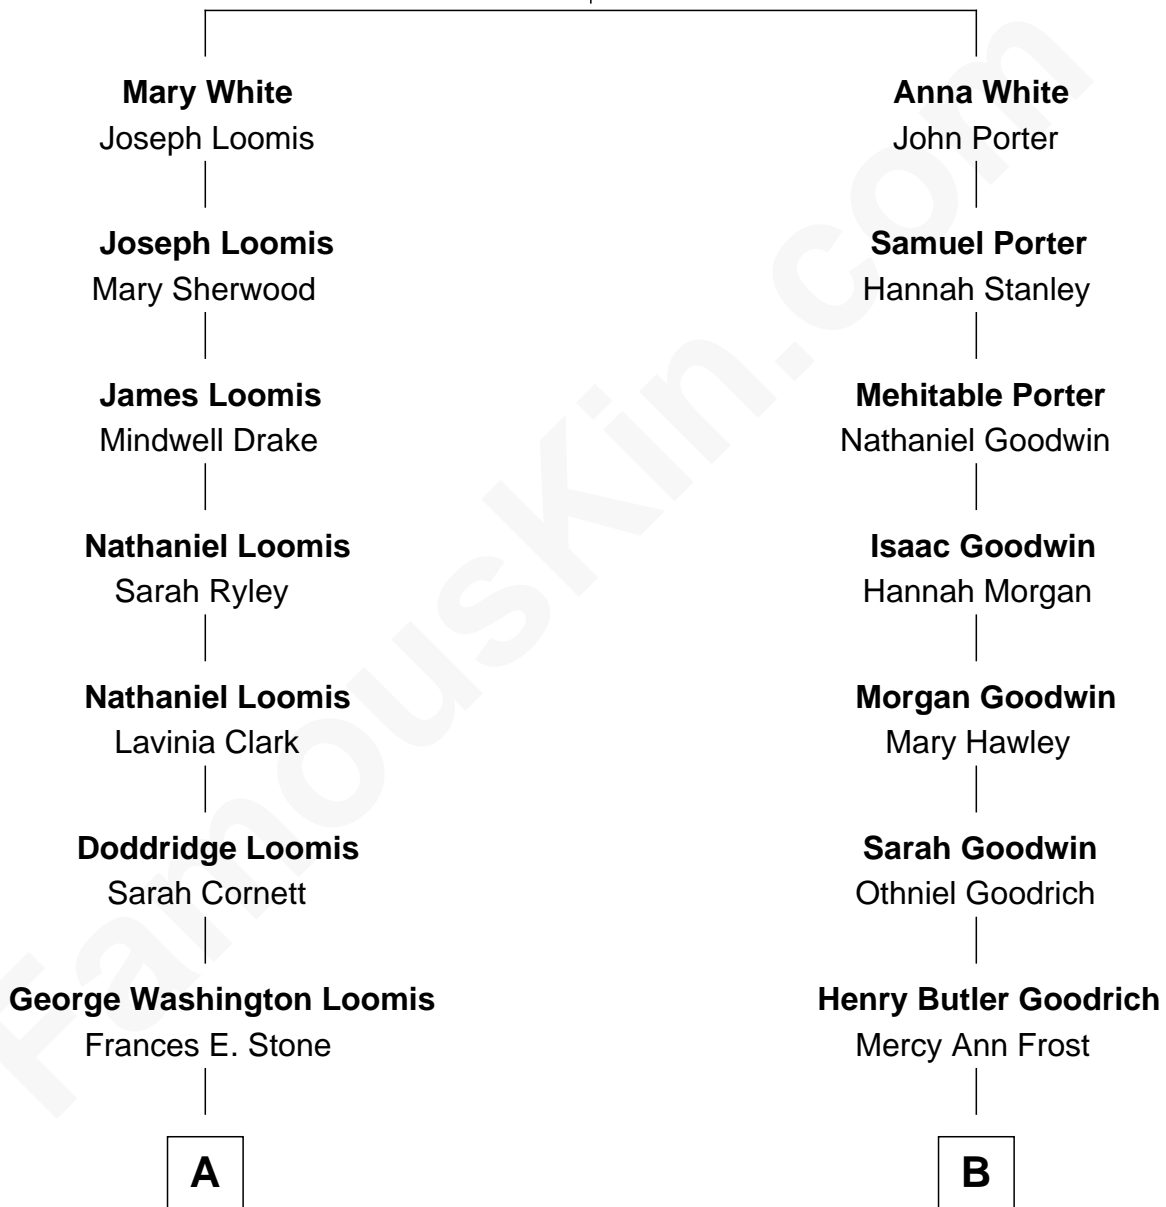 Mary White
Joseph Loomis
Anna White
John Porter
Joseph Loomis
Mary Sherwood
Samuel Porter
Hannah Stanley
James Loomis
Mindwell Drake
Mehitable Porter
Nathaniel Goodwin
Nathaniel Loomis
Sarah Ryley
Isaac Goodwin
Hannah Morgan
Nathaniel Loomis
Lavinia Clark
Morgan Goodwin
Mary Hawley
Doddridge Loomis
Sarah Cornett
Sarah Goodwin
Othniel Goodrich
George Washington Loomis
Frances E. Stone
Henry Butler Goodrich
Mercy Ann Frost
A
B
FamousKin.com